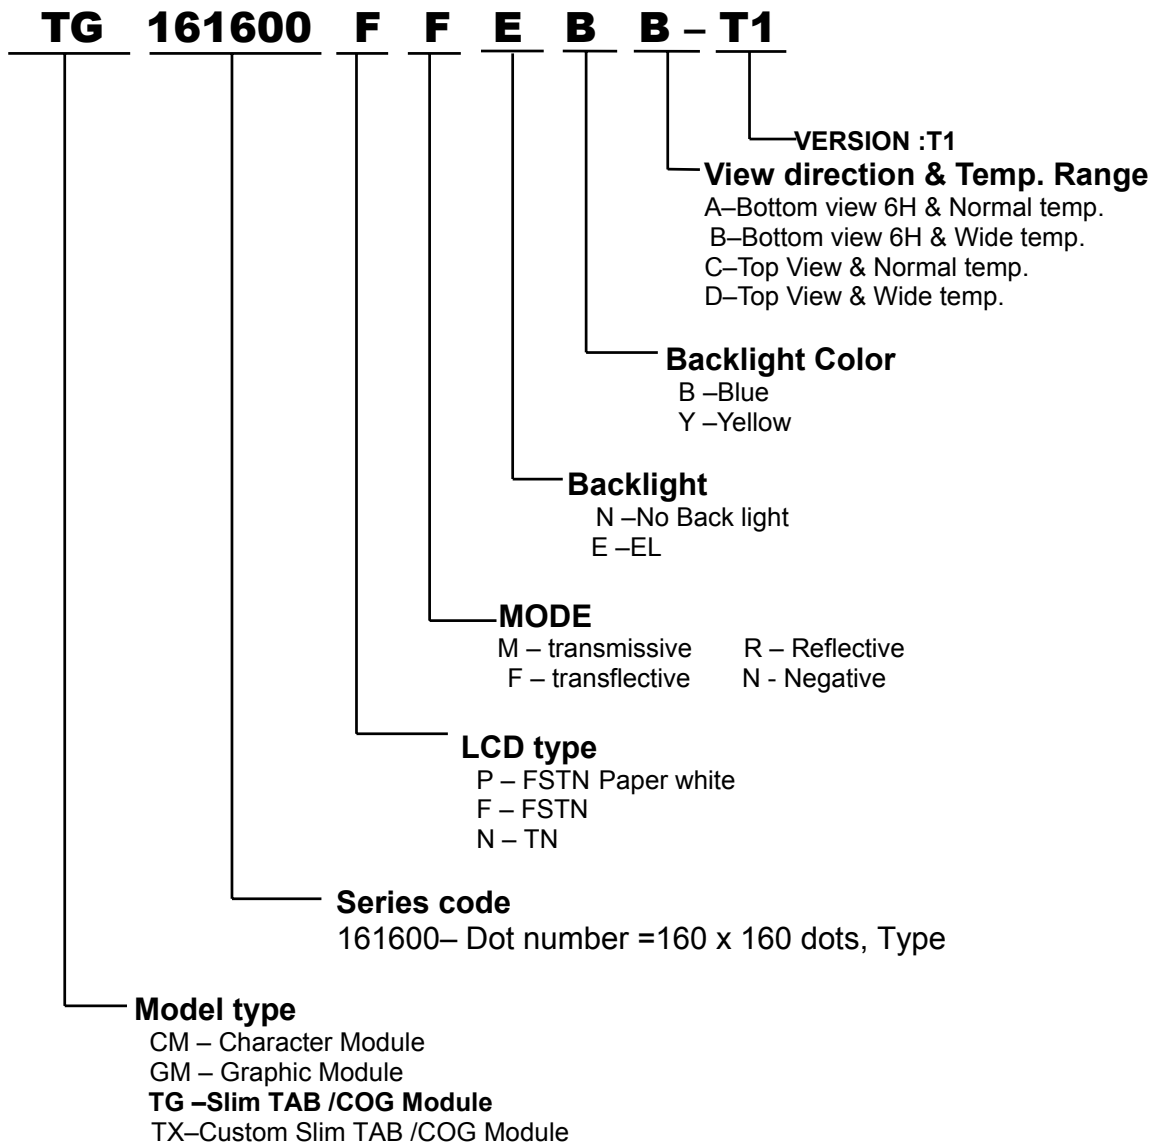 TG 161600 F F E B B – T1
VERSION :T1
View direction & Temp. Range
A–Bottom view 6H & Normal temp.
B–Bottom view 6H & Wide temp.
C–Top View & Normal temp.
D–Top View & Wide temp.
Backlight Color
B –Blue
Y –Yellow
Backlight
N –No Back light
E –EL
MODE
M – transmissive R – Reflective
F – transflective N - Negative
LCD type
P – FSTN Paper white
F – FSTN
N – TN
Series code
161600– Dot number =160 x 160 dots, Type
Model type
CM – Character Module
GM – Graphic Module
TG –Slim TAB /COG Module
TX–Custom Slim TAB /COG Module